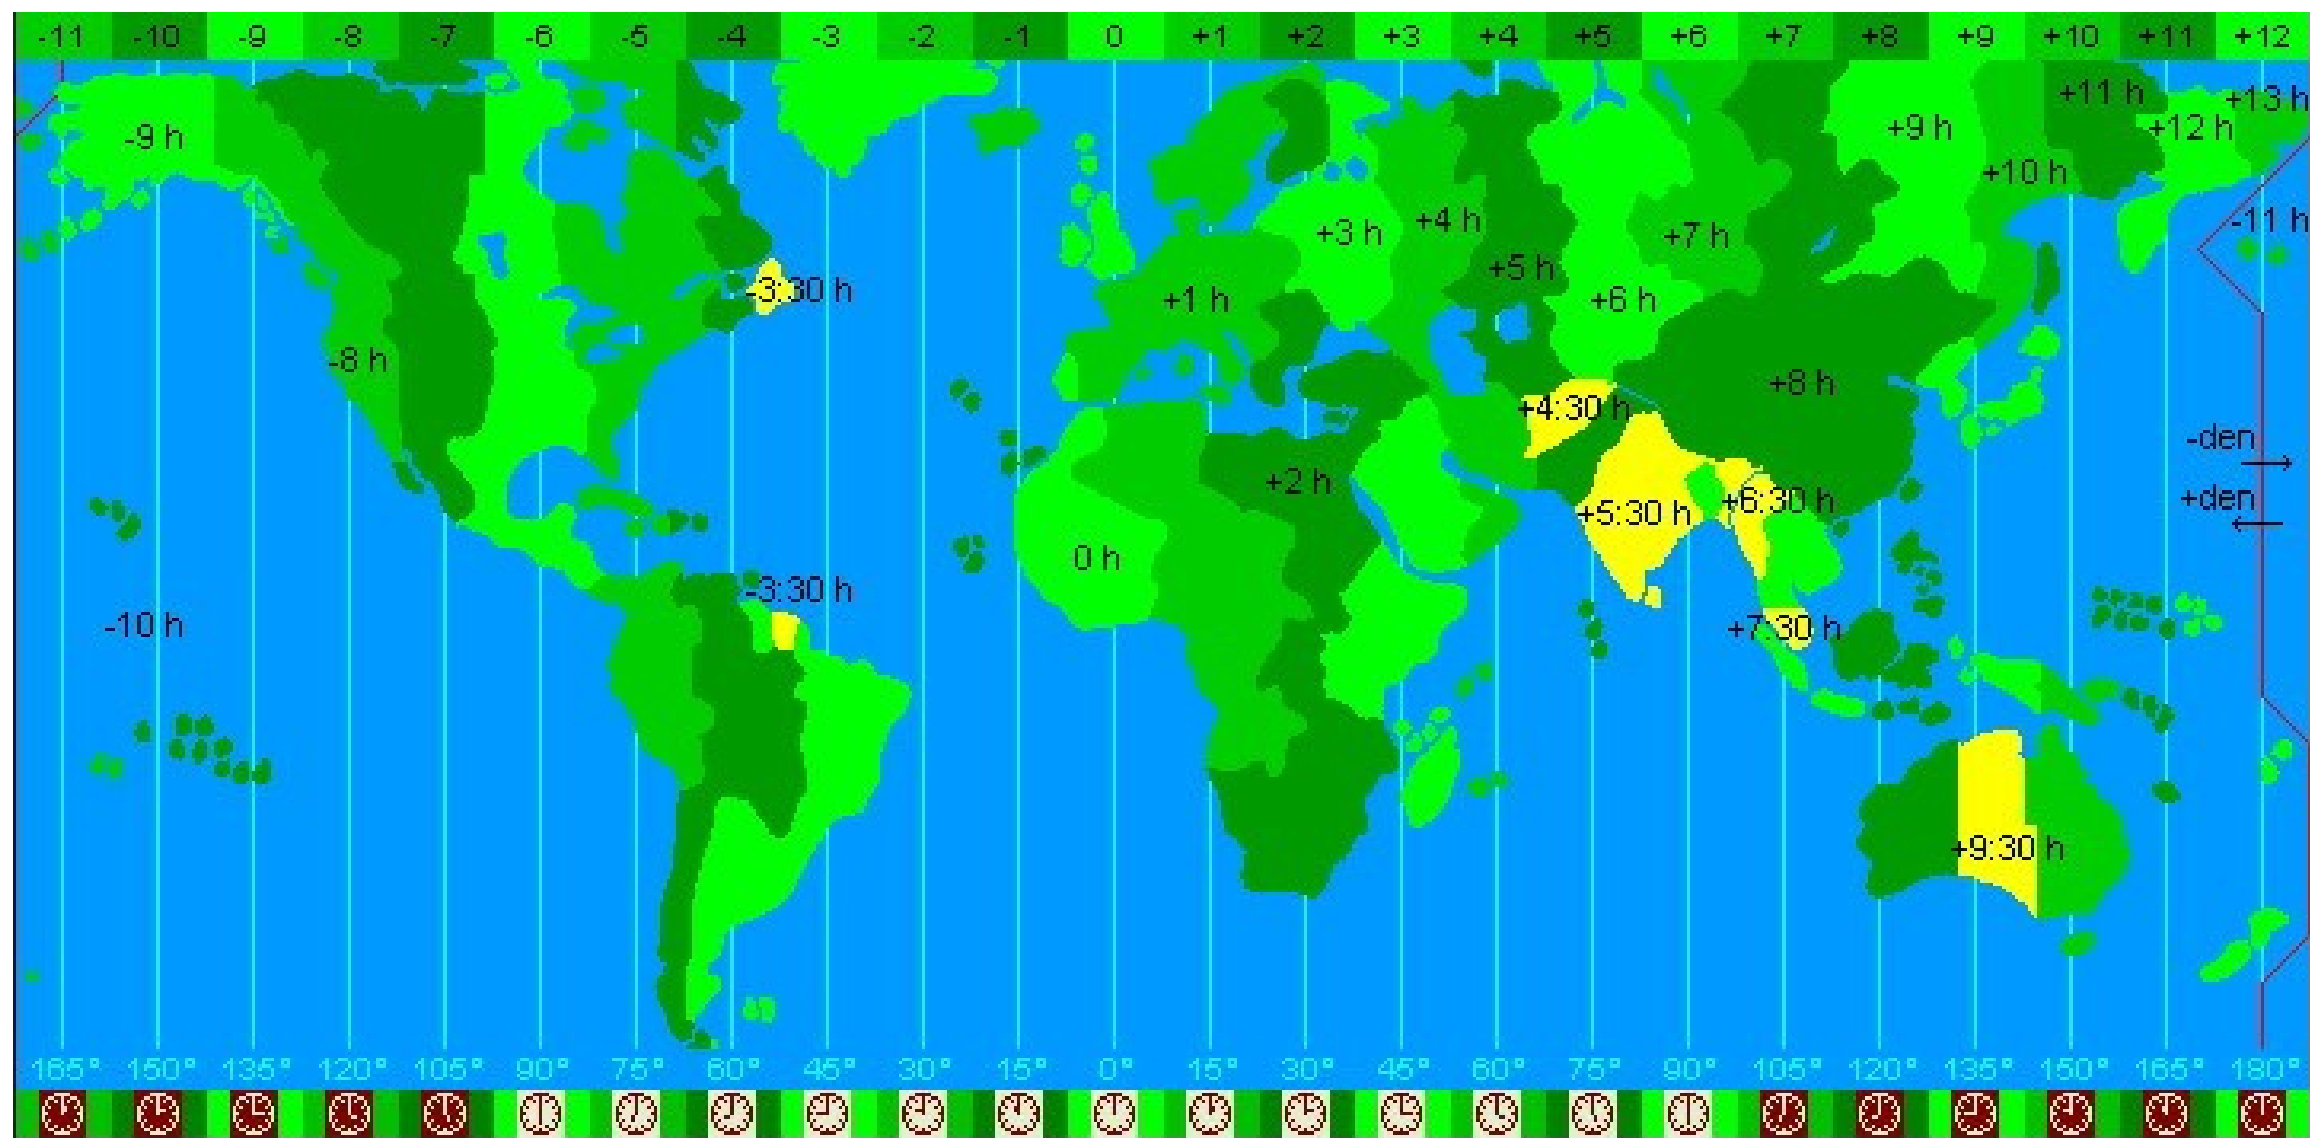 -11 -10 -9 -8 -7 -6 -5 -4 -3 -2 -1 0 +1 +2 +3 +4 +5 +6 +7 +8 +9 +10 +11 +12
+11 h
+13 h
-9 h
+9 h
+12 h
+10 h
-11 h
+3 h
+4 h
+7 h
+5 h
-3:30 h
+1 h
+6 h
-8 h
+8 h
+4:30 h
-den
+2 h
+5:30 h
+6:30 h
+den
0 h
-3:30 h
-10 h
+7:30 h
+9:30 h
165° 150° 135° 120° 105° 90° 75° 60° 45° 30° 15° 0° 15° 30° 45° 60° 75° 90° 105° 120° 135° 150° 165° 180°